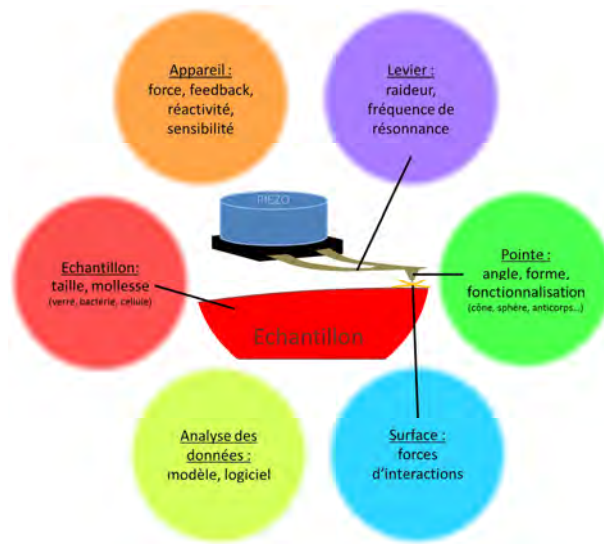 Appareil :
force, feedback,
réactivité,
sensibilité
Levier :
raideur,
fréquence de
résonnance
PIEZO
Echantillon:
taille, mollesse
(verre, bactérie, cellule)
Pointe :
angle, forme,
fonctionnalisation
(cône, sphère, anticorps...)
Echantillon
Analyse des
données :
modèle, logiciel
Surface :
forces
d'interactions